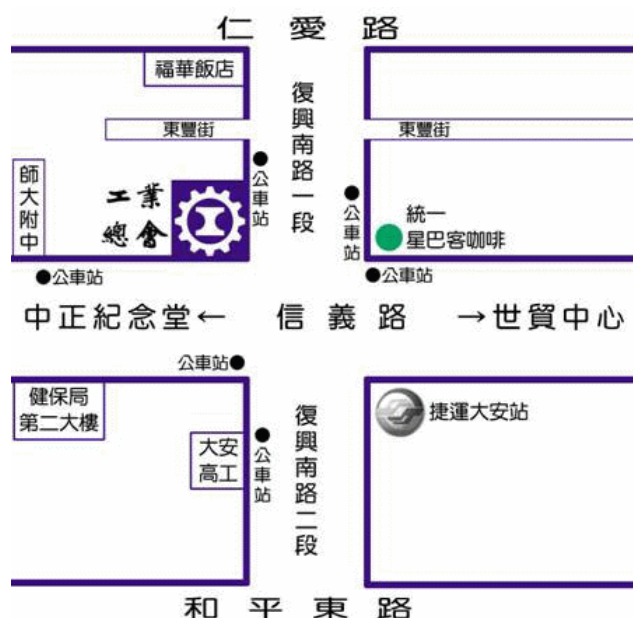 仁愛路
福華飯店
復興南路一段
東豐街
東豐街
師大附中
工業
總會
公車站
公車站
統一
星巴客咖啡
公車站
公車站
中正紀念堂← 信義路 →世貿中心
公車站
健保局
第二大樓
大安
高工
公車站
復興南路二段
捷運大安站
和平東路